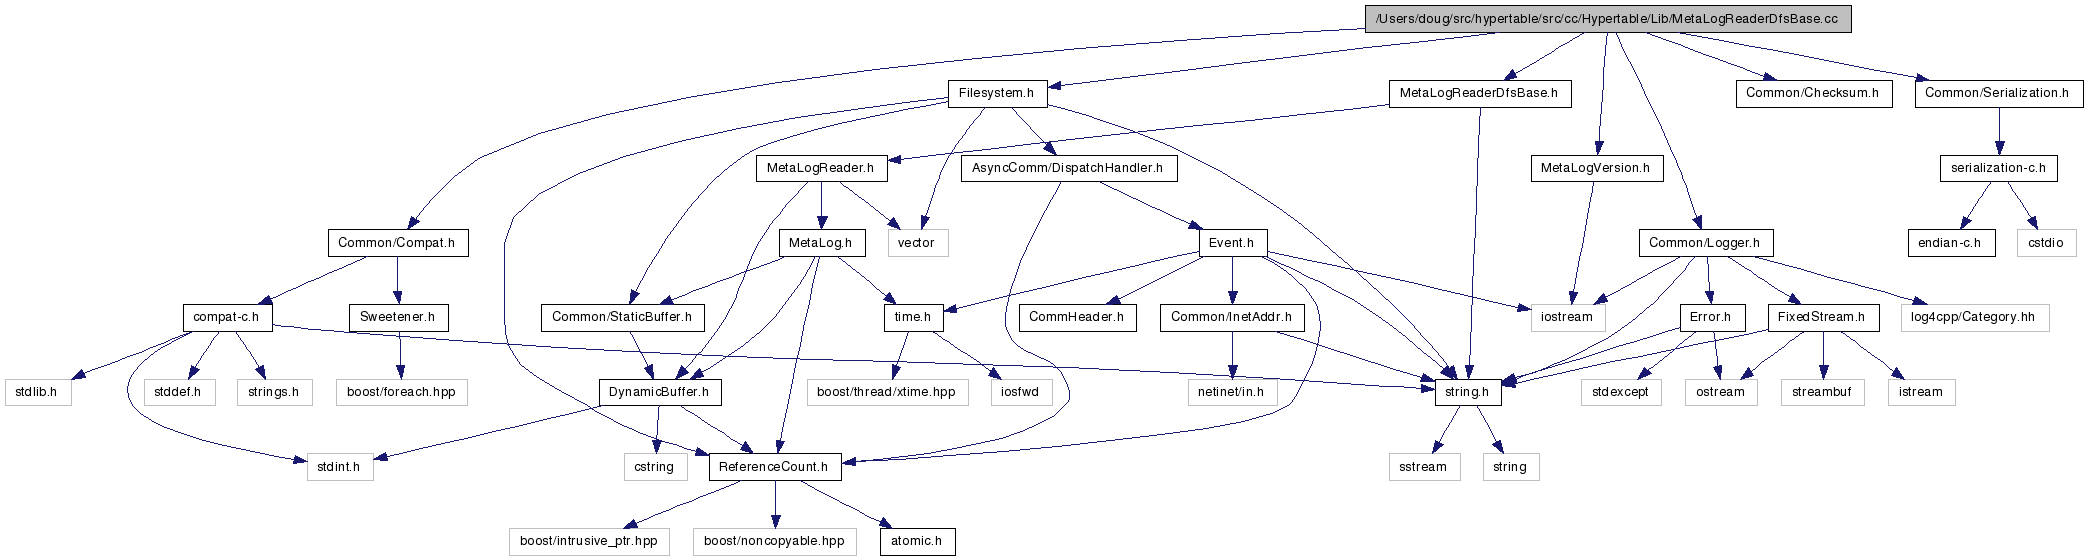 /Users/doug/src/hypertable/src/cc/Hypertable/Lib/MetaLogReaderDfsBase.cc
Filesystem.h
MetaLogReaderDfsBase.h
Common/Checksum.h
Common/Serialization.h
MetaLogReader.h
AsyncComm/DispatchHandler.h
MetaLogVersion.h
serialization-c.h
Common/Compat.h
MetaLog.h
vector
Event.h
Common/Logger.h
endian-c.h
cstdio
compat-c.h
Sweetener.h
Common/StaticBuffer.h
time.h
CommHeader.h
Common/InetAddr.h
iostream
Error.h
FixedStream.h
log4cpp/Category.hh
stdlib.h
stddef.h
strings.h
boost/foreach.hpp
DynamicBuffer.h
boost/thread/xtime.hpp
iosfwd
netinet/in.h
string.h
stdexcept
ostream
streambuf
istream
stdint.h
cstring
ReferenceCount.h
sstream
string
boost/intrusive_ptr.hpp
boost/noncopyable.hpp
atomic.h